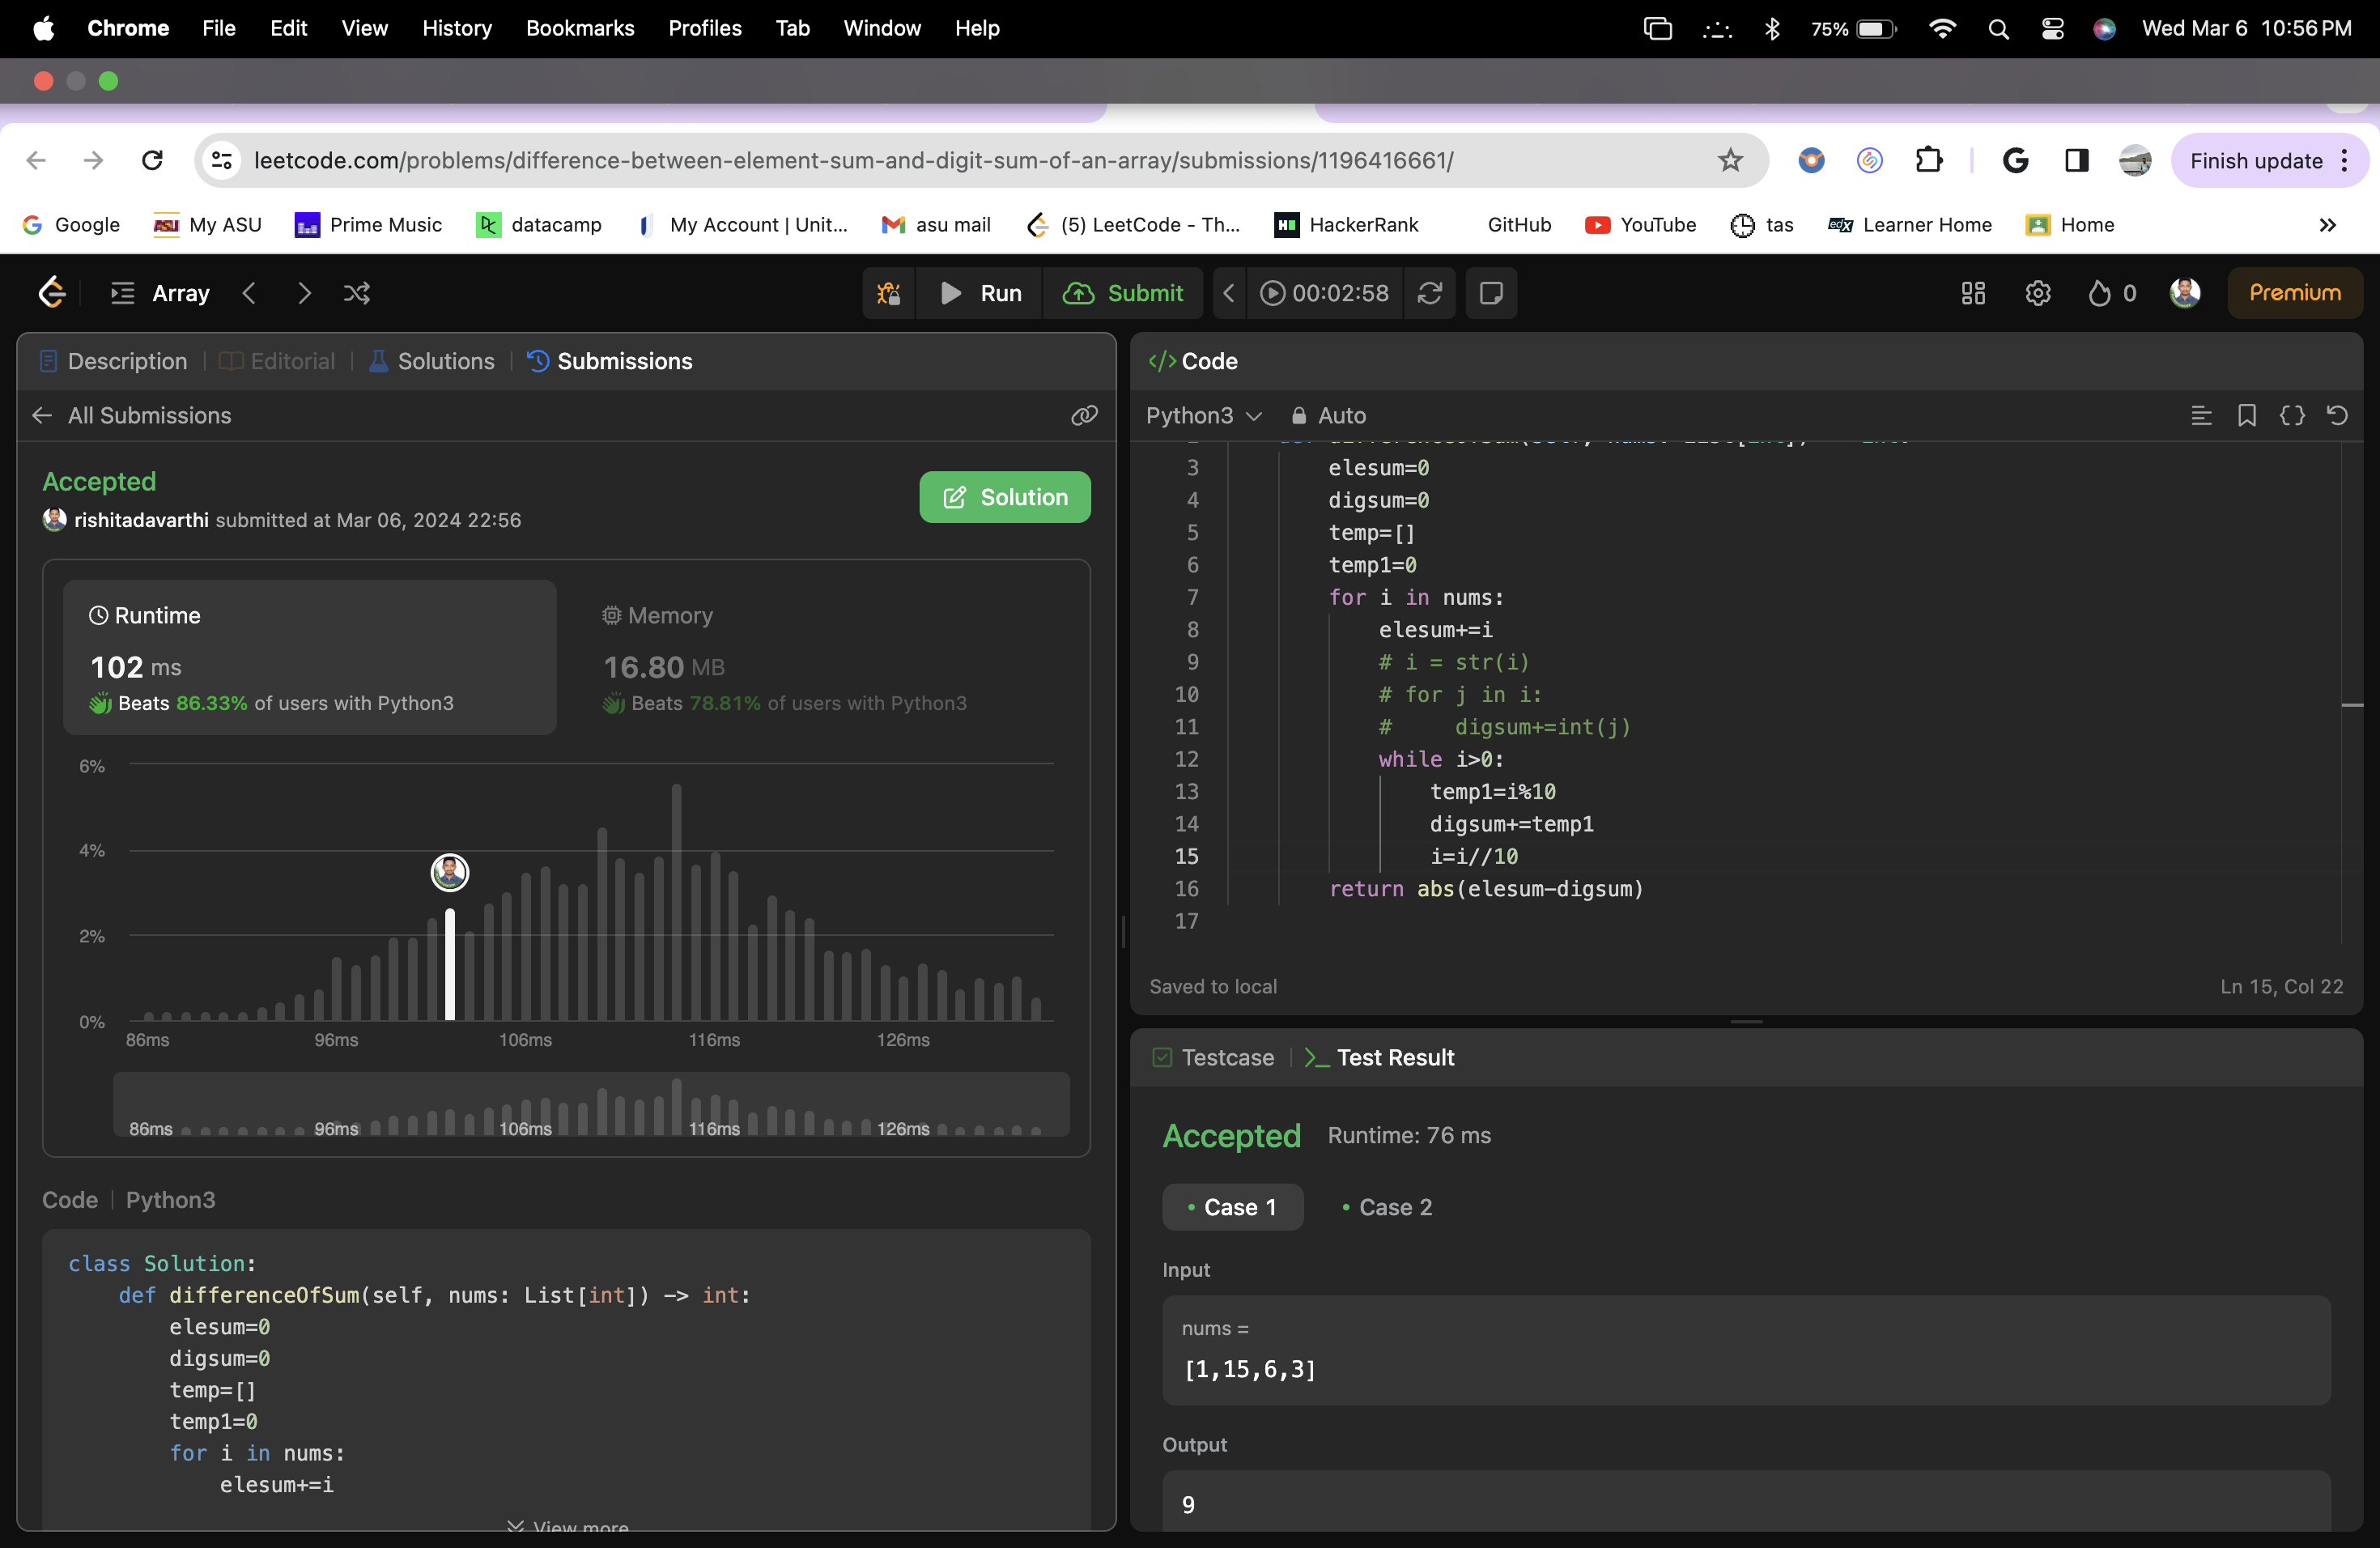 Chrome File Edit View History Bookmarks Profiles Tab Window Help 75% Wed Mar 6 10:56 PM
leetcode.com/problems/difference-between-element-sum-and-digit-sum-of-an-array/submissions/1196416661/ Finish update
Google My ASU Prime Music datacamp My Account | Unit... asu mail (5) LeetCode - Th... HackerRank GitHub YouTube tas Learner Home Home
Array Run Submit 00:02:58 0 Premium
Description Editorial Solutions Submissions
All Submissions
Accepted
rishitadavarthi submitted at Mar 06, 2024 22:56
Solution
Runtime
102 ms
Beats 86.33% of users with Python3
Memory
16.80 MB
Beats 78.81% of users with Python3
6%
4%
2%
0%
86ms 96ms 106ms 116ms 126ms
86ms 96ms 106ms 116ms 126ms
Code | Python3
class Solution:
def differenceOfSum(self, nums: List[int]) -> int:
elesum=0
digsum=0
temp=[]
temp1=0
for i in nums:
elesum+=i
View more
</> Code
Python3 Auto
3 elesum=0
4 digsum=0
5 temp=[]
6 temp1=0
7 for i in nums:
8 elesum+=i
9 # i = str(i)
10 # for j in i:
11 # digsum+=int(j)
12 while i>0:
13 temp1=i%10
14 digsum+=temp1
15 i=i//10
16 return abs(elesum-digsum)
17
Saved to local Ln 15, Col 22
Testcase >_ Test Result
Accepted Runtime: 76 ms
• Case 1 • Case 2
Input
nums =
[1,15,6,3]
Output
9